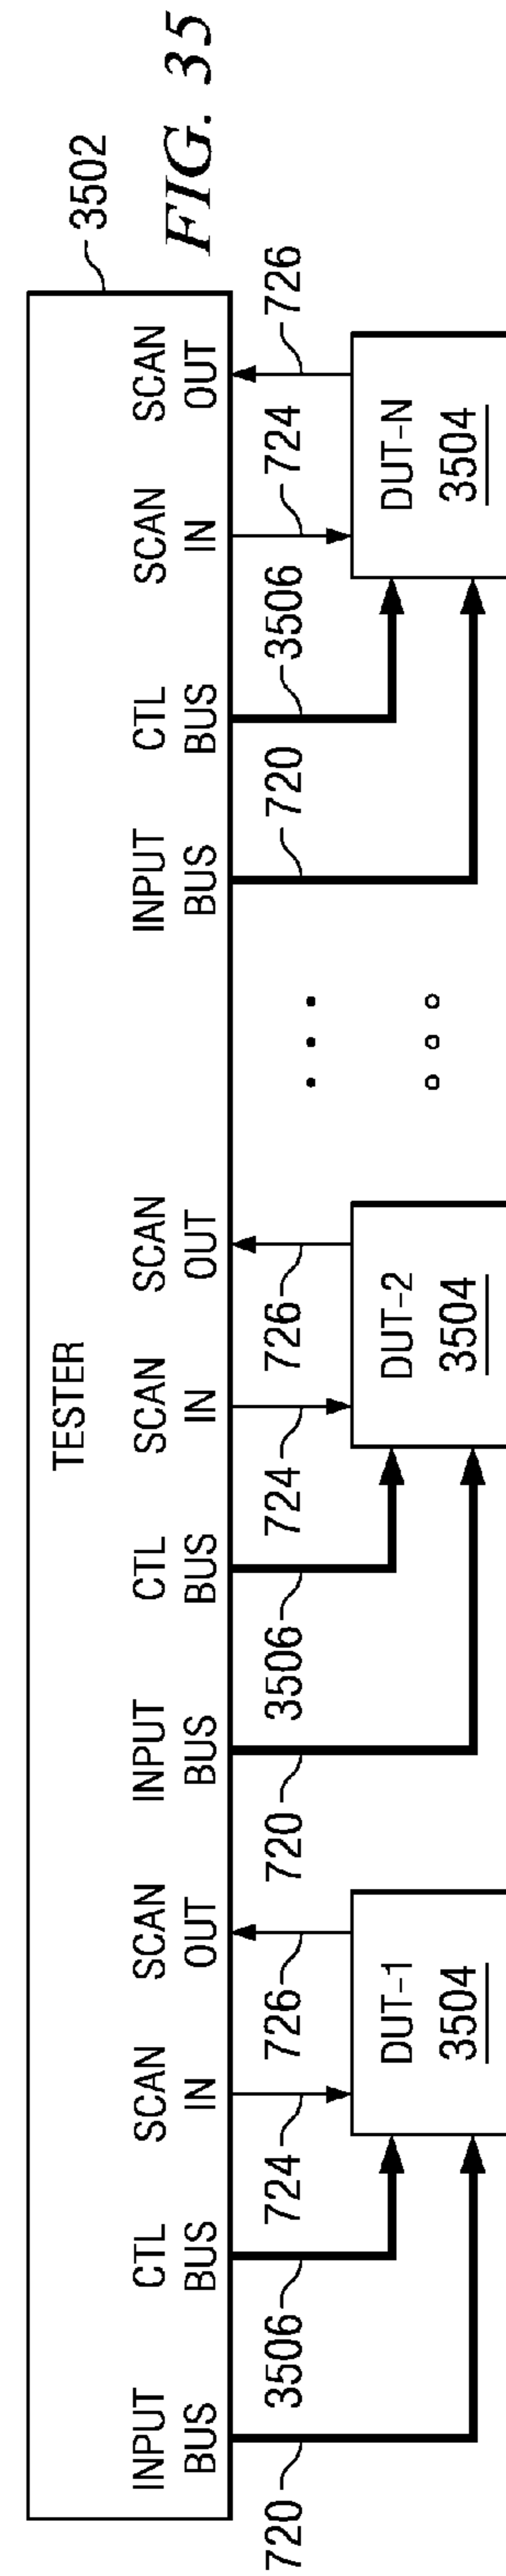 FIG. 35
3502
TESTER
INPUT BUS
CTL BUS
SCAN IN
SCAN OUT
INPUT BUS
CTL BUS
SCAN IN
SCAN OUT
INPUT BUS
CTL BUS
SCAN IN
SCAN OUT
720
3506
724
726
720
3506
724
726
720
3506
724
726
DUT-1
3504
DUT-2
3504
DUT-N
3504